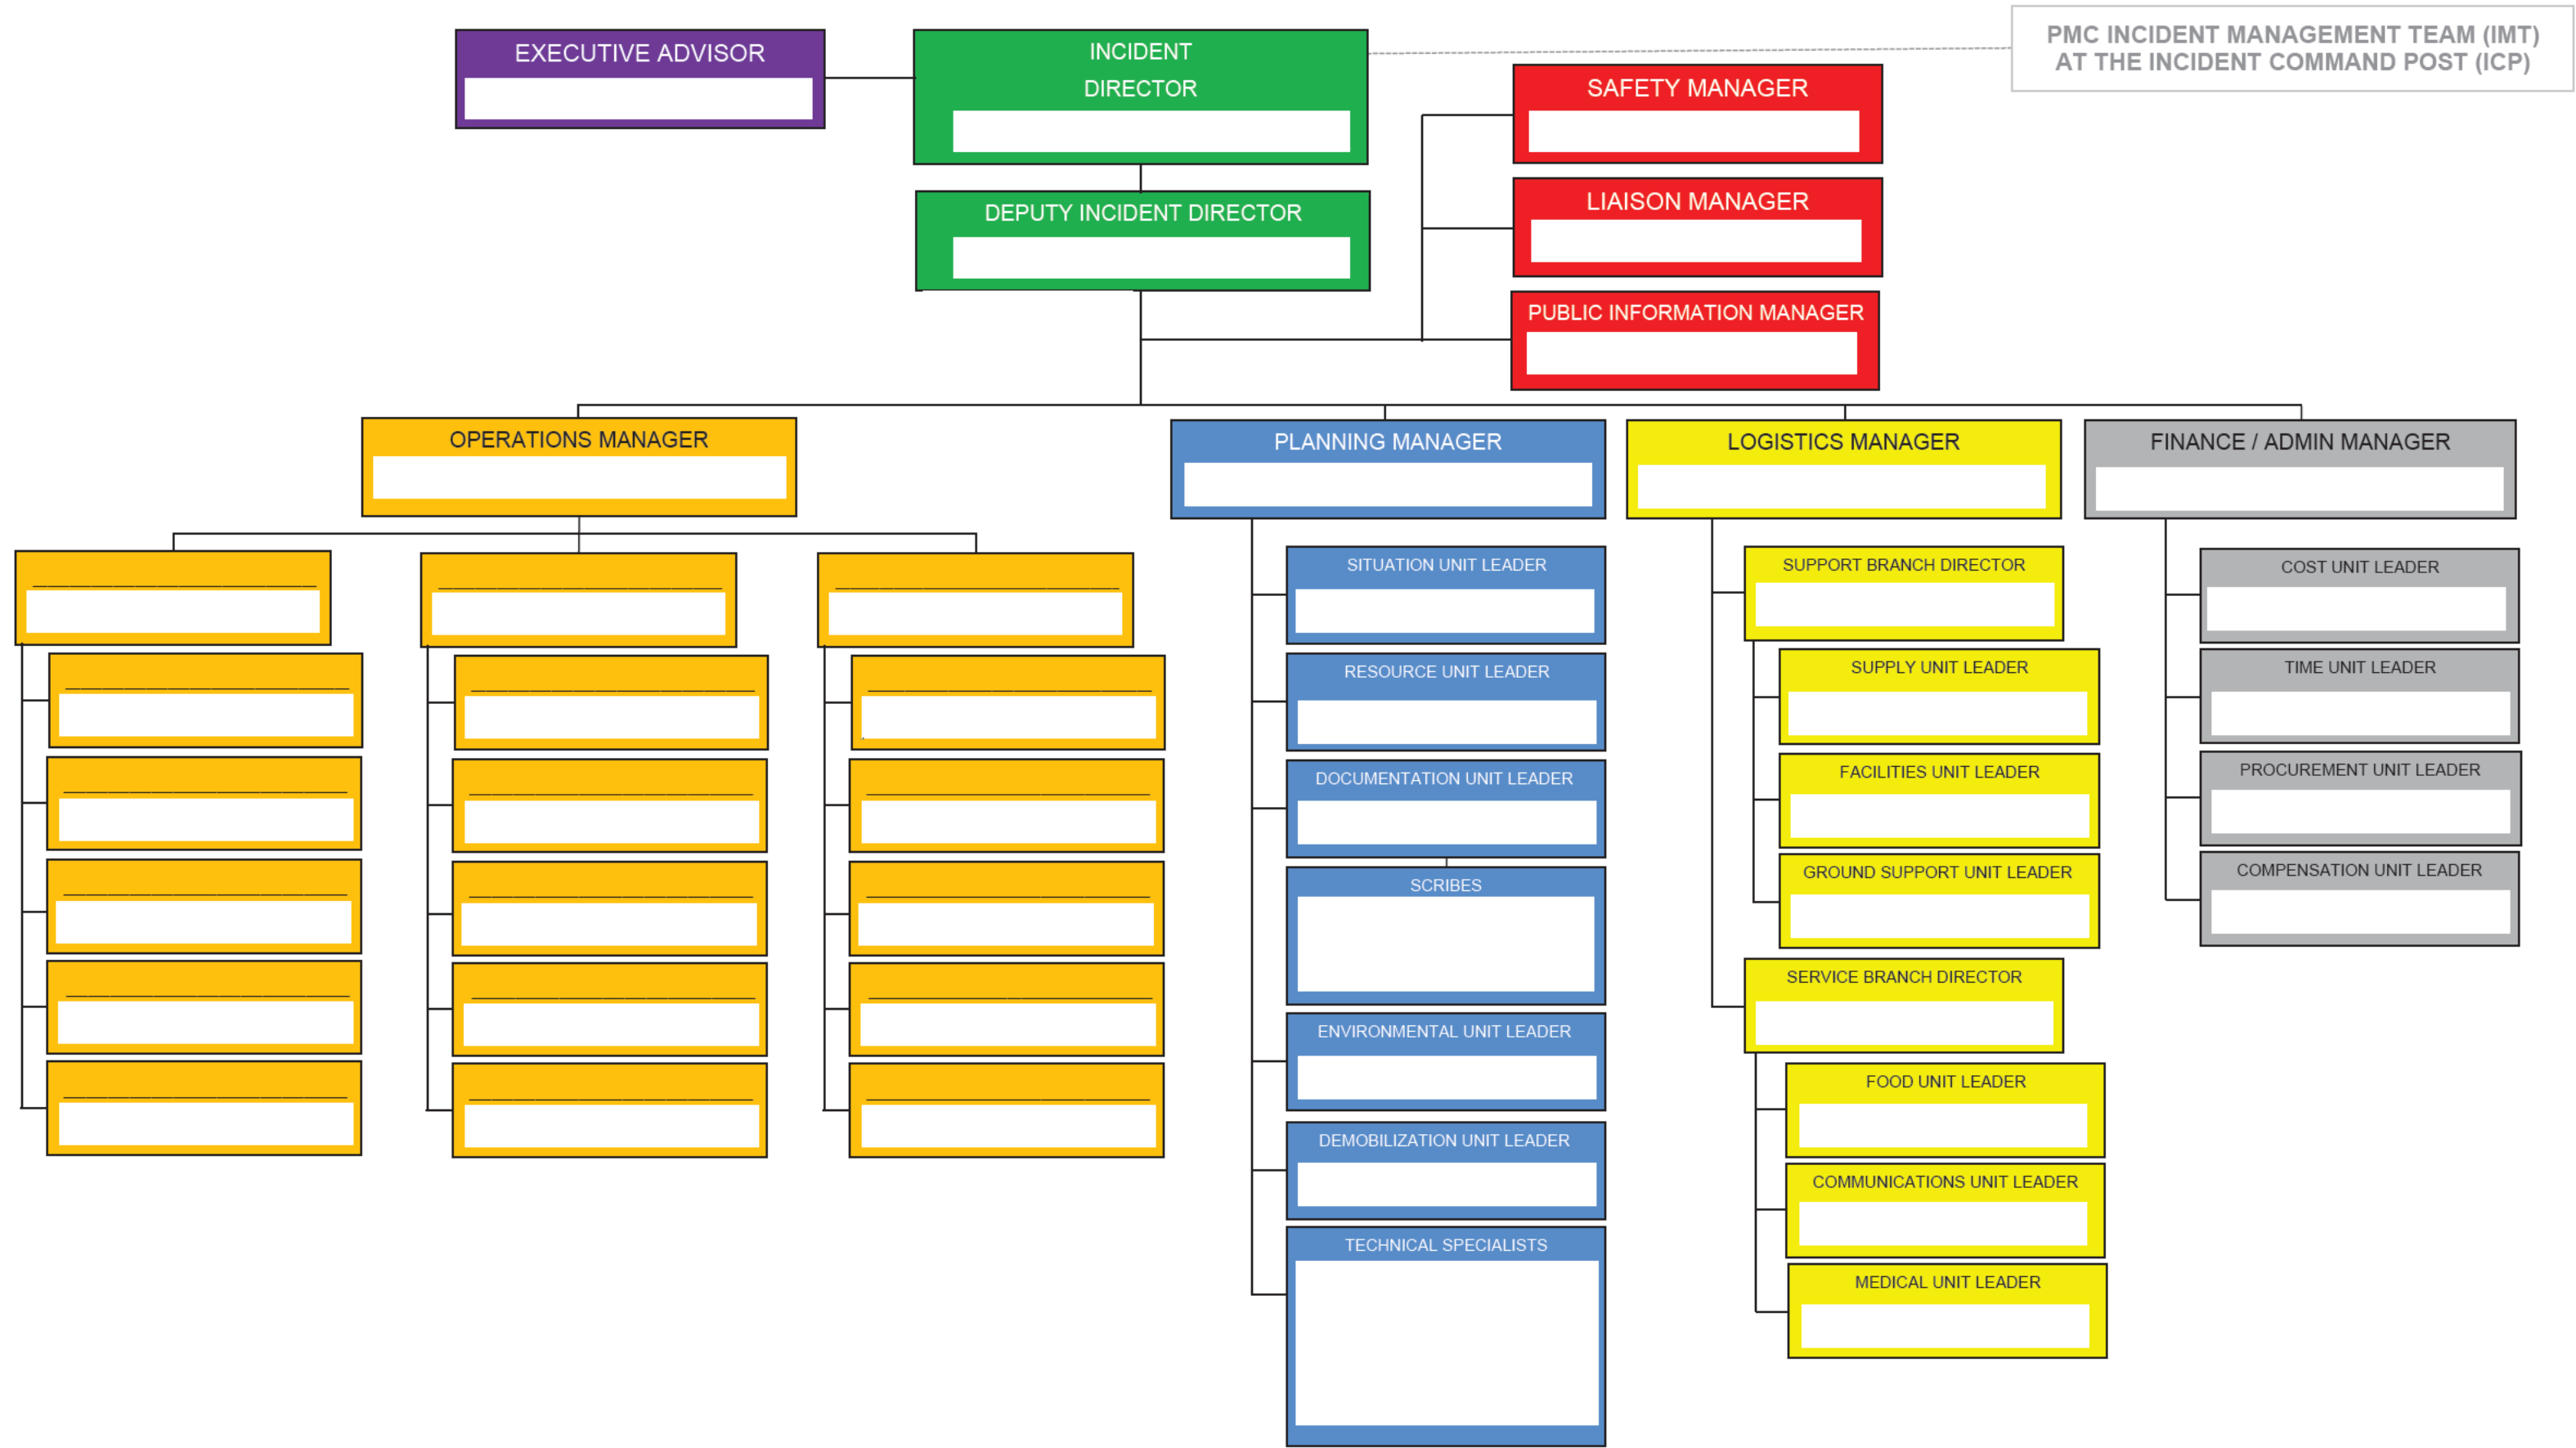 PMC INCIDENT MANAGEMENT TEAM (IMT)
AT THE INCIDENT COMMAND POST (ICP)
EXECUTIVE ADVISOR
INCIDENT
DIRECTOR
DEPUTY INCIDENT DIRECTOR
SAFETY MANAGER
LIAISON MANAGER
PUBLIC INFORMATION MANAGER
OPERATIONS MANAGER
PLANNING MANAGER
SITUATION UNIT LEADER
RESOURCE UNIT LEADER
DOCUMENTATION UNIT LEADER
SCRIBES
ENVIRONMENTAL UNIT LEADER
DEMOBILIZATION UNIT LEADER
TECHNICAL SPECIALISTS
LOGISTICS MANAGER
SUPPORT BRANCH DIRECTOR
SUPPLY UNIT LEADER
FACILITIES UNIT LEADER
GROUND SUPPORT UNIT LEADER
SERVICE BRANCH DIRECTOR
FOOD UNIT LEADER
COMMUNICATIONS UNIT LEADER
MEDICAL UNIT LEADER
FINANCE / ADMIN MANAGER
COST UNIT LEADER
TIME UNIT LEADER
PROCUREMENT UNIT LEADER
COMPENSATION UNIT LEADER